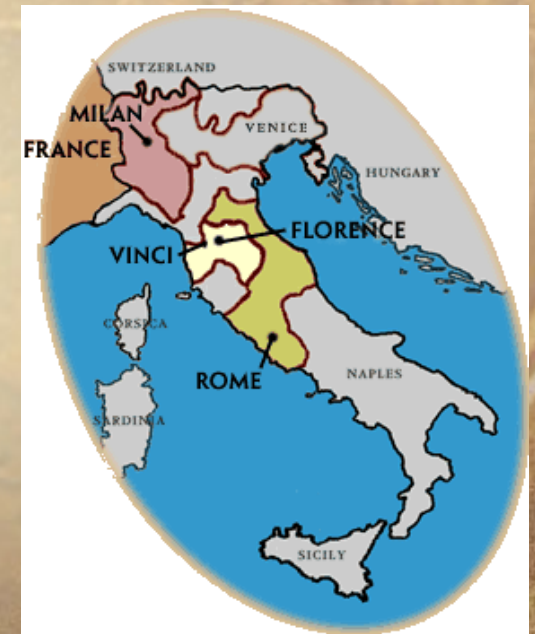 SWITZERLAND
MILAN
VENICE
FRANCE
HUNGARY
FLORENCE
VINCI
CORSICA
ROME
NAPLES
SARDINIA
SICILY